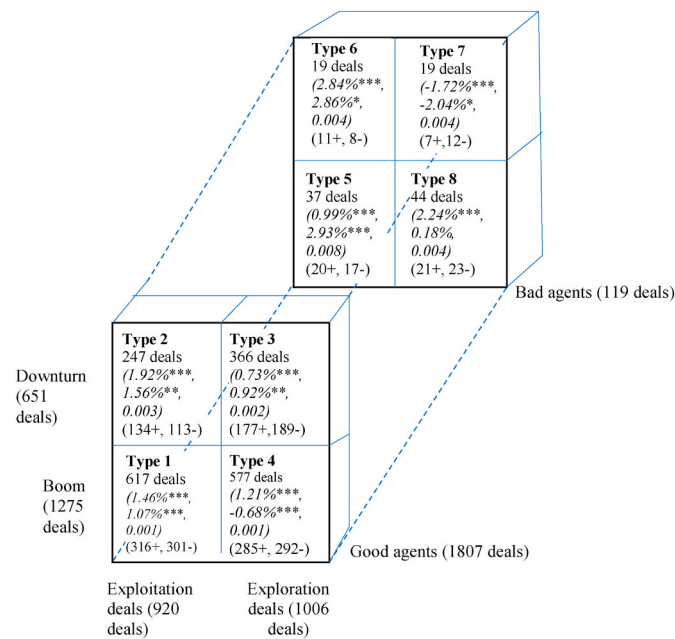 Type 6
19 deals
(2.84%***,
2.86%*,
0.004)
(11+, 8-)
Type 7
19 deals
(-1.72%***,
-2.04%*,
0.004)
(7+,12-)
Type 5
37 deals
(0.99%***,
2.93%***,
0.008)
(20+, 17-)
Type 8
44 deals
(2.24%***,
0.18%,
0.004)
(21+, 23-)
Bad agents (119 deals)
Type 2
247 deals
(1.92%***,
1.56%**,
0.003)
(134+, 113-)
Type 3
366 deals
(0.73%***,
0.92%**,
0.002)
(177+,189-)
Downturn
(651
deals)
Type 1
617 deals
(1.46%***,
1.07%***,
0.001)
(316+, 301-)
Type 4
577 deals
(1.21%***,
-0.68%***,
0.001)
(285+, 292-)
Boom
(1275
deals)
Good agents (1807 deals)
Exploitation
deals (920
deals)
Exploration
deals (1006
deals)